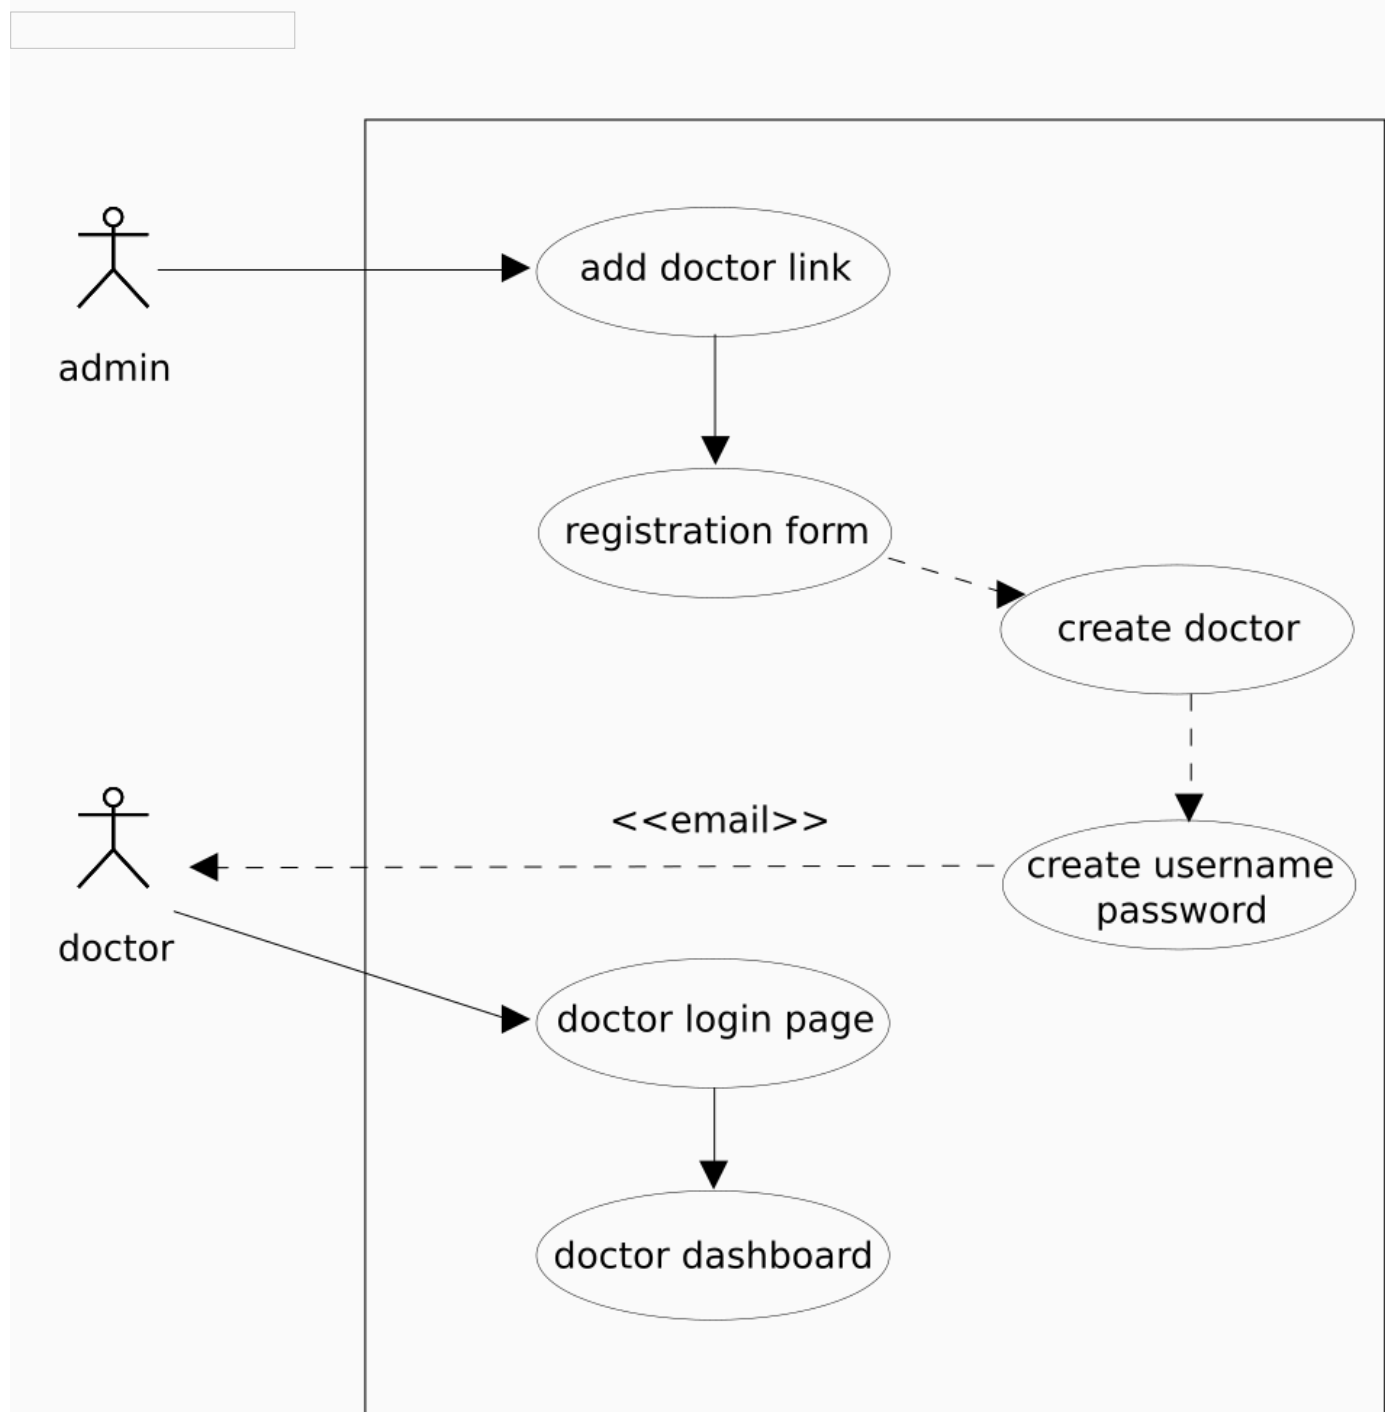 add doctor link
admin
registration form
create doctor
<<email>>
create username
password
doctor
doctor login page
doctor dashboard